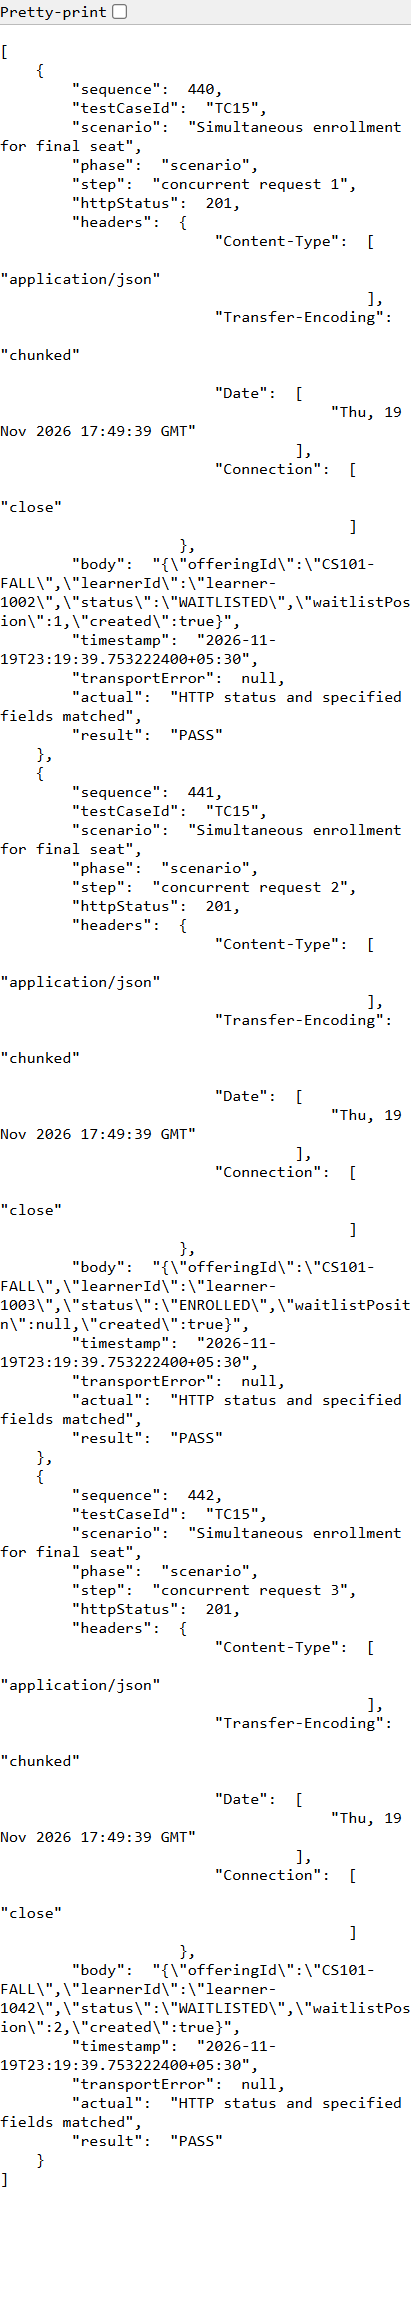 Pretty-print
[
    {
        "sequence":  440,
        "testCaseId":  "TC15",
        "scenario":  "Simultaneous enrollment
for final seat",
        "phase":  "scenario",
        "step":  "concurrent request 1",
        "httpStatus":  201,
        "headers":  {
                        "Content-Type":  [

"application/json"
                                         ],
                        "Transfer-Encoding":

"chunked"

                        "Date":  [
                                     "Thu, 19
Nov 2026 17:49:39 GMT"
                                 ],
                        "Connection":  [

"close"
                                       ]
                    },
        "body":  "{\"offeringId\":\"CS101-
FALL\",\"learnerId\":\"learner-
1002\",\"status\":\"WAITLISTED\",\"waitlistPos
ion\":1,\"created\":true}",
        "timestamp":  "2026-11-
19T23:19:39.753222400+05:30",
        "transportError":  null,
        "actual":  "HTTP status and specified
fields matched",
        "result":  "PASS"
    },
    {
        "sequence":  441,
        "testCaseId":  "TC15",
        "scenario":  "Simultaneous enrollment
for final seat",
        "phase":  "scenario",
        "step":  "concurrent request 2",
        "httpStatus":  201,
        "headers":  {
                        "Content-Type":  [

"application/json"
                                         ],
                        "Transfer-Encoding":

"chunked"

                        "Date":  [
                                     "Thu, 19
Nov 2026 17:49:39 GMT"
                                 ],
                        "Connection":  [

"close"
                                       ]
                    },
        "body":  "{\"offeringId\":\"CS101-
FALL\",\"learnerId\":\"learner-
1003\",\"status\":\"ENROLLED\",\"waitlistPosit
n\":null,\"created\":true}",
        "timestamp":  "2026-11-
19T23:19:39.753222400+05:30",
        "transportError":  null,
        "actual":  "HTTP status and specified
fields matched",
        "result":  "PASS"
    },
    {
        "sequence":  442,
        "testCaseId":  "TC15",
        "scenario":  "Simultaneous enrollment
for final seat",
        "phase":  "scenario",
        "step":  "concurrent request 3",
        "httpStatus":  201,
        "headers":  {
                        "Content-Type":  [

"application/json"
                                         ],
                        "Transfer-Encoding":

"chunked"

                        "Date":  [
                                     "Thu, 19
Nov 2026 17:49:39 GMT"
                                 ],
                        "Connection":  [

"close"
                                       ]
                    },
        "body":  "{\"offeringId\":\"CS101-
FALL\",\"learnerId\":\"learner-
1042\",\"status\":\"WAITLISTED\",\"waitlistPos
ion\":2,\"created\":true}",
        "timestamp":  "2026-11-
19T23:19:39.753222400+05:30",
        "transportError":  null,
        "actual":  "HTTP status and specified
fields matched",
        "result":  "PASS"
    }
]